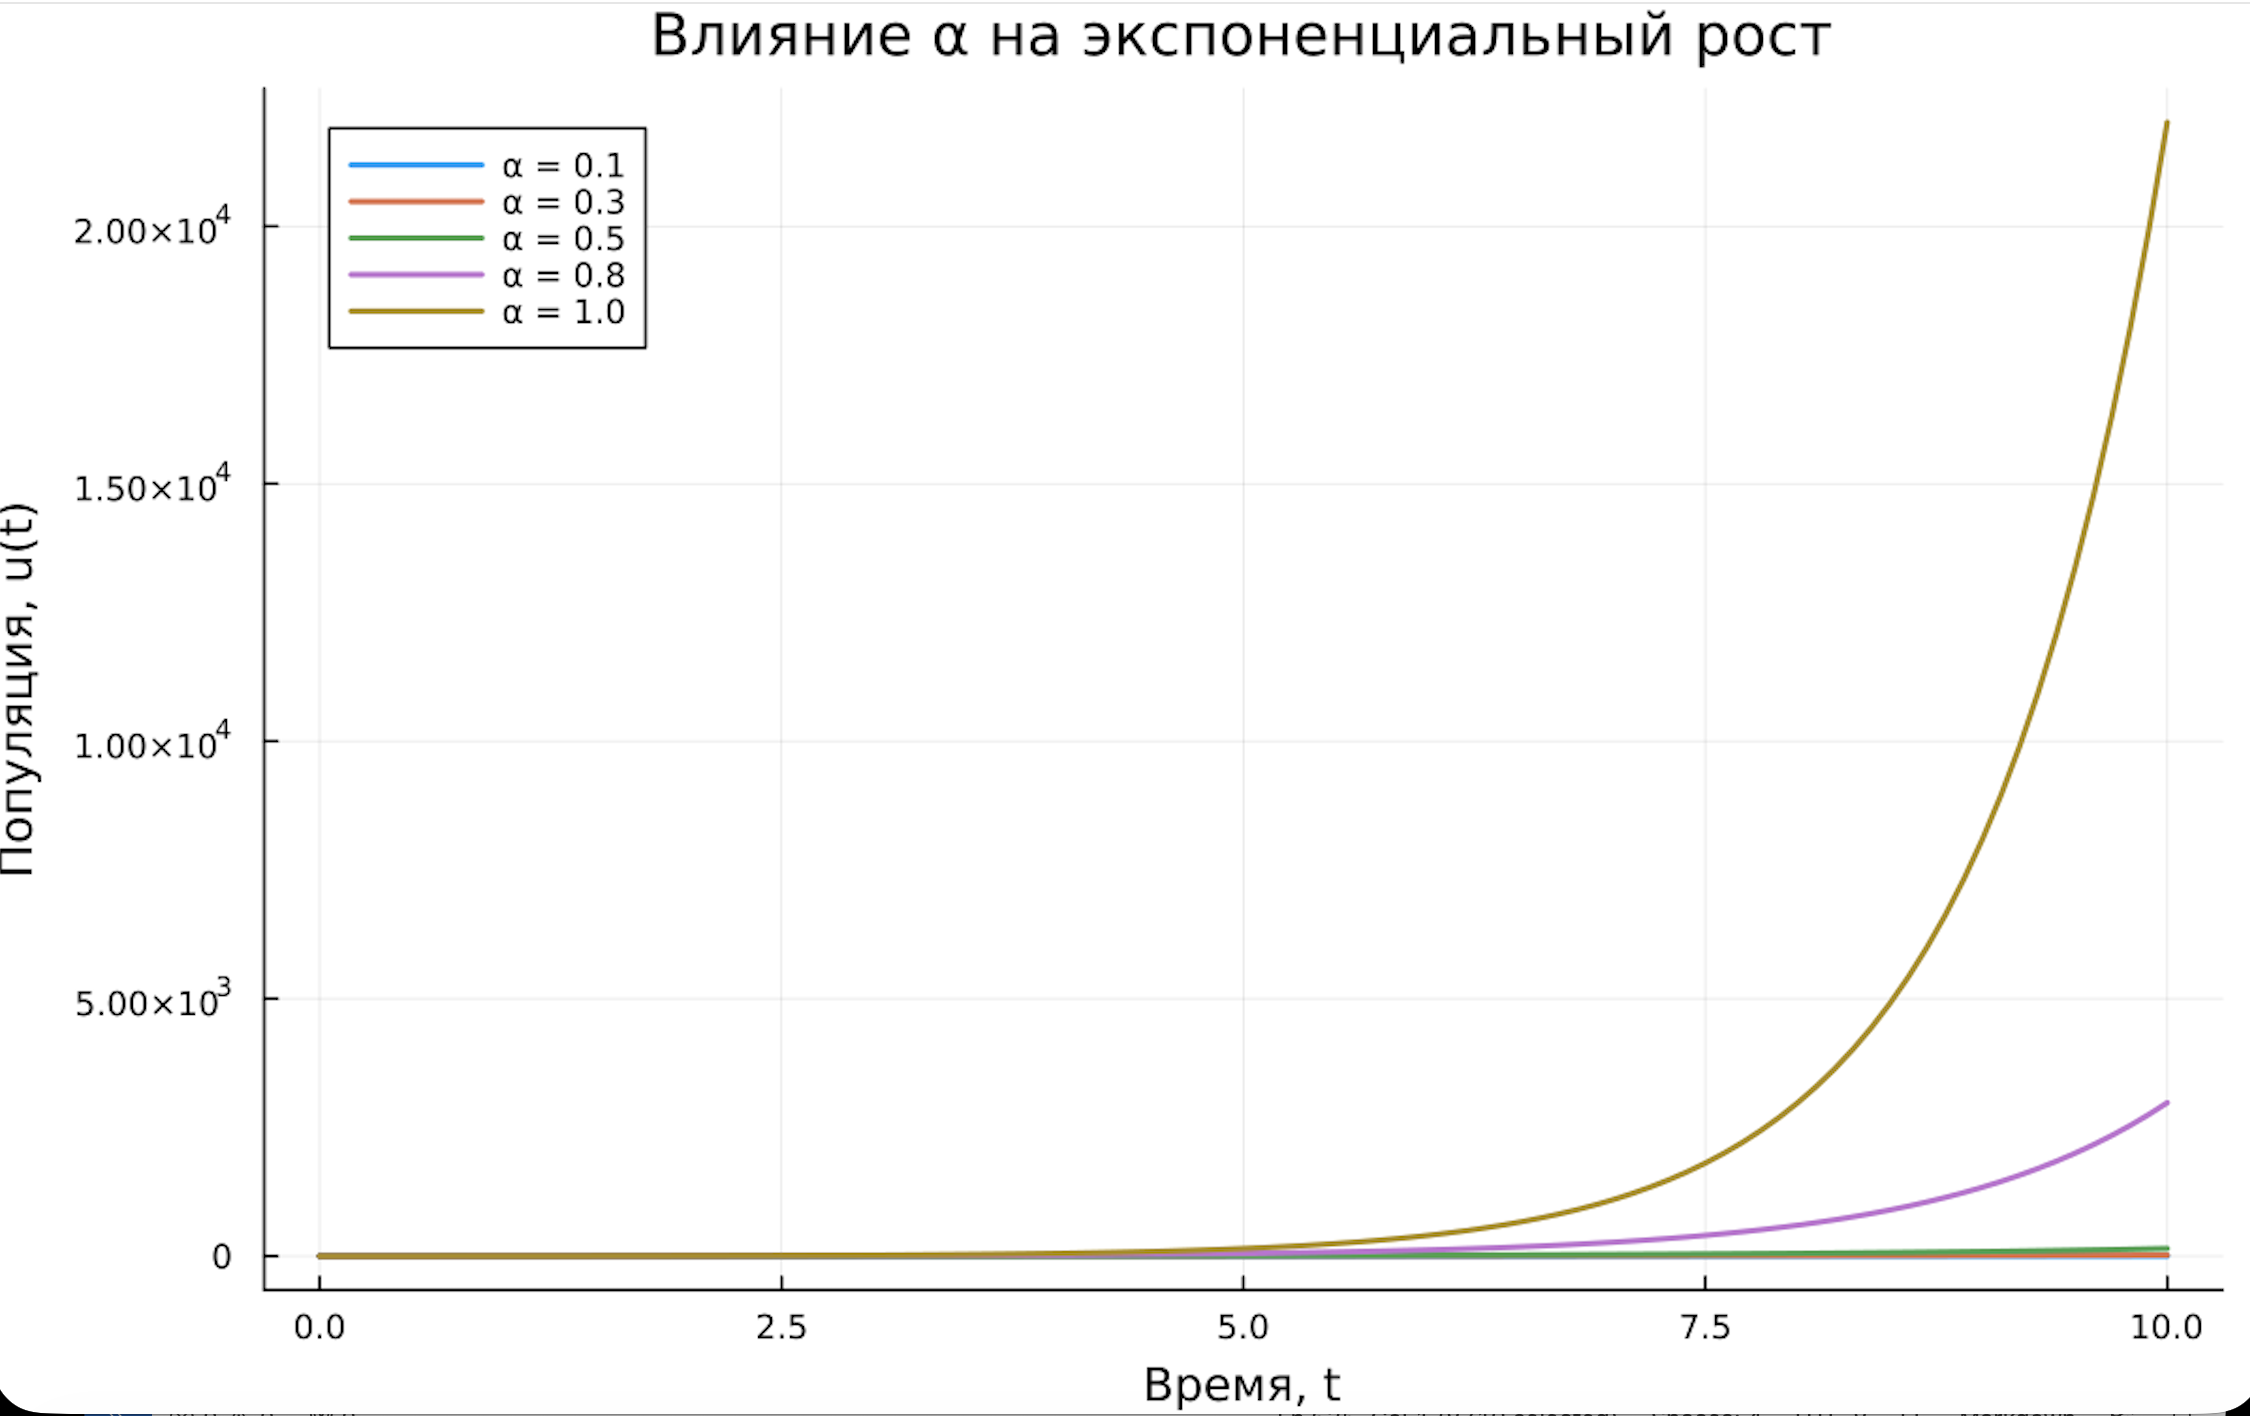 Влияние α на экспоненциальный рост
α = 0.1
α = 0.3
α = 0.5
α = 0.8
α = 1.0
2.00×10⁴
1.50×10⁴
1.00×10⁴
5.00×10³
0
Популяция, u(t)
0.0 2.5 5.0 7.5 10.0
Время, t